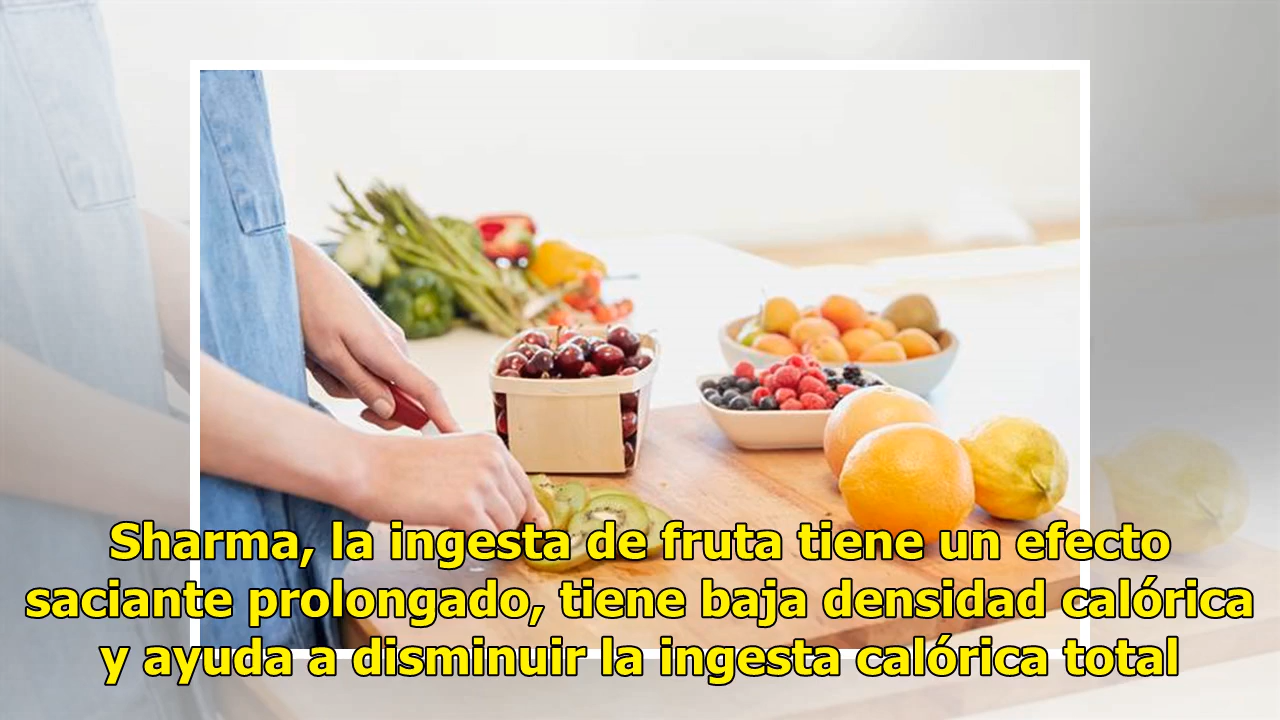 Sharma, la ingesta de fruta tiene un efecto
saciante prolongado, tiene baja densidad calórica
y ayuda a disminuir la ingesta calórica total